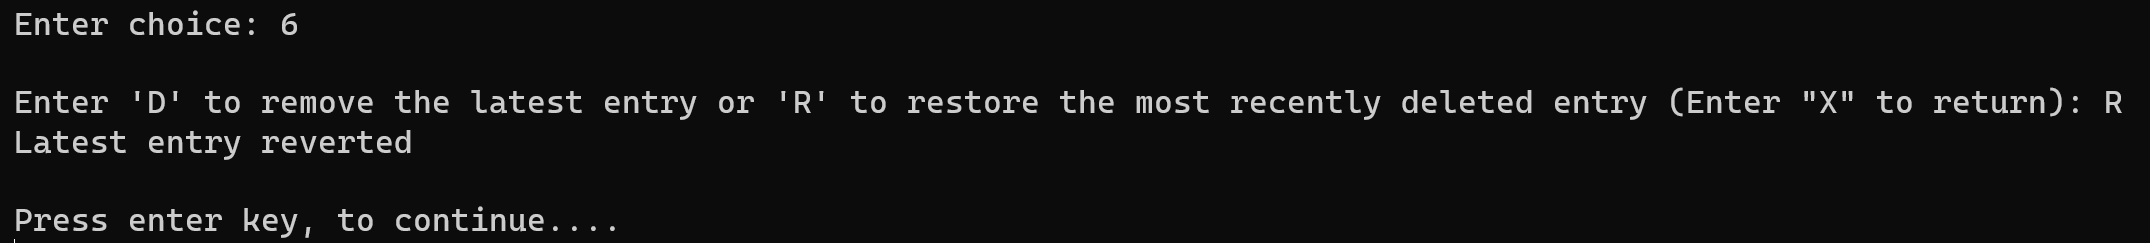 Enter choice: 6
Enter 'D' to remove the latest entry or 'R' to restore the most recently deleted entry (Enter "X" to return): R
Latest entry reverted
Press enter key, to continue....